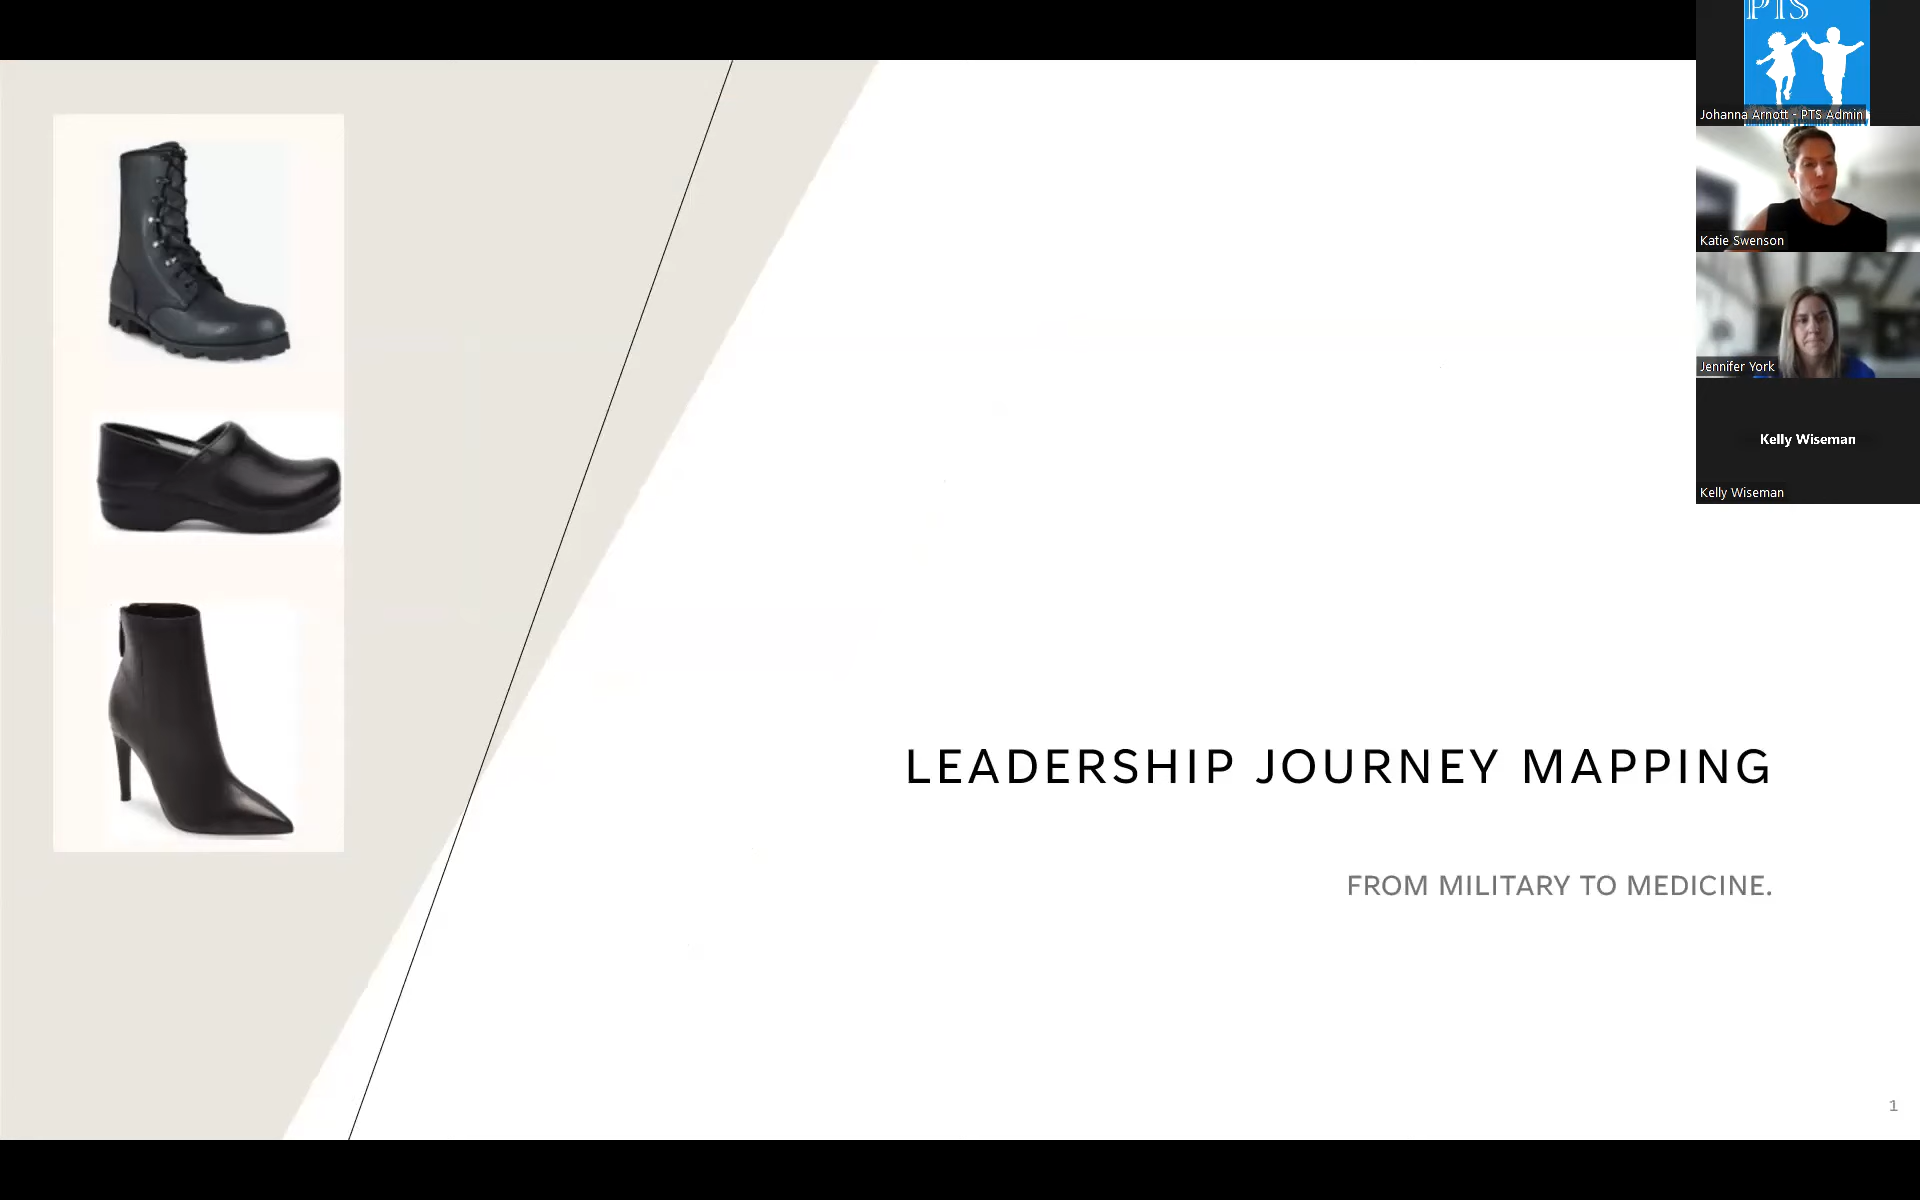 PTS
Johanna Arnott - PTS Admin
Katie Swenson
Jennifer York
Kelly Wiseman
Kelly Wiseman
LEADERSHIP JOURNEY MAPPING
FROM MILITARY TO MEDICINE.
1